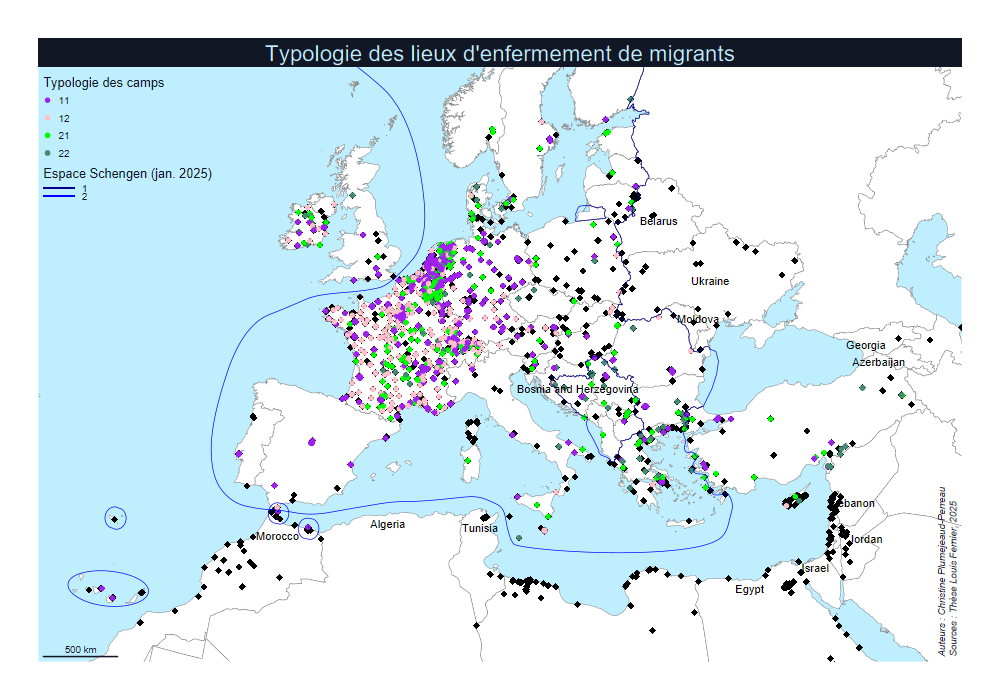 Typologie des lieux d'enfermement de migrants
Typologie des camps
11
12
21
22
Espace Schengen (jan. 2025)
1
2
Belarus
Ukraine
Moldova
Georgia
Azerbaijan
Bosnia and Herzegovina
Lebanon
Algeria
Tunisia
Morocco
Jordan
Israel
Egypt
500 km
Auteurs : Christine Plumejeaud-Perreau
Sources : Thèse Louis Fernier, 2025